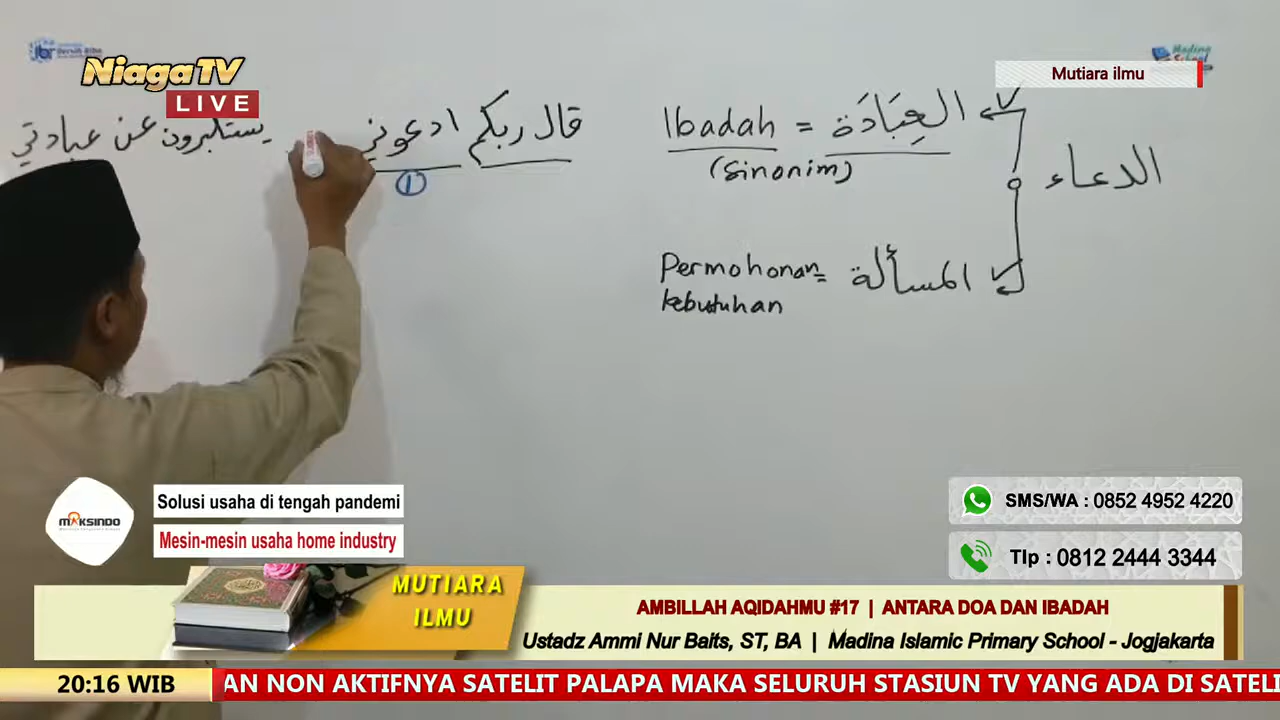 NiagaTV
LIVE
Mutiara ilmu
Madina
School
قال ربكم ادعوني
يستكبرون عن عبادتي
①
الدعاء
Ibadah = العِبَادَة
(Sinonim)
Permohonan = المسألة
kebutuhan
MAKSINDO
Solusi usaha di tengah pandemi
Mesin-mesin usaha home industry
SMS/WA : 0852 4952 4220
Tlp : 0812 2444 3344
MUTIARA
ILMU
AMBILLAH AQIDAHMU #17 | ANTARA DOA DAN IBADAH
Ustadz Ammi Nur Baits, ST, BA | Madina Islamic Primary School - Jogjakarta
20:16 WIB
AN NON AKTIFNYA SATELIT PALAPA MAKA SELURUH STASIUN TV YANG ADA DI SATELI